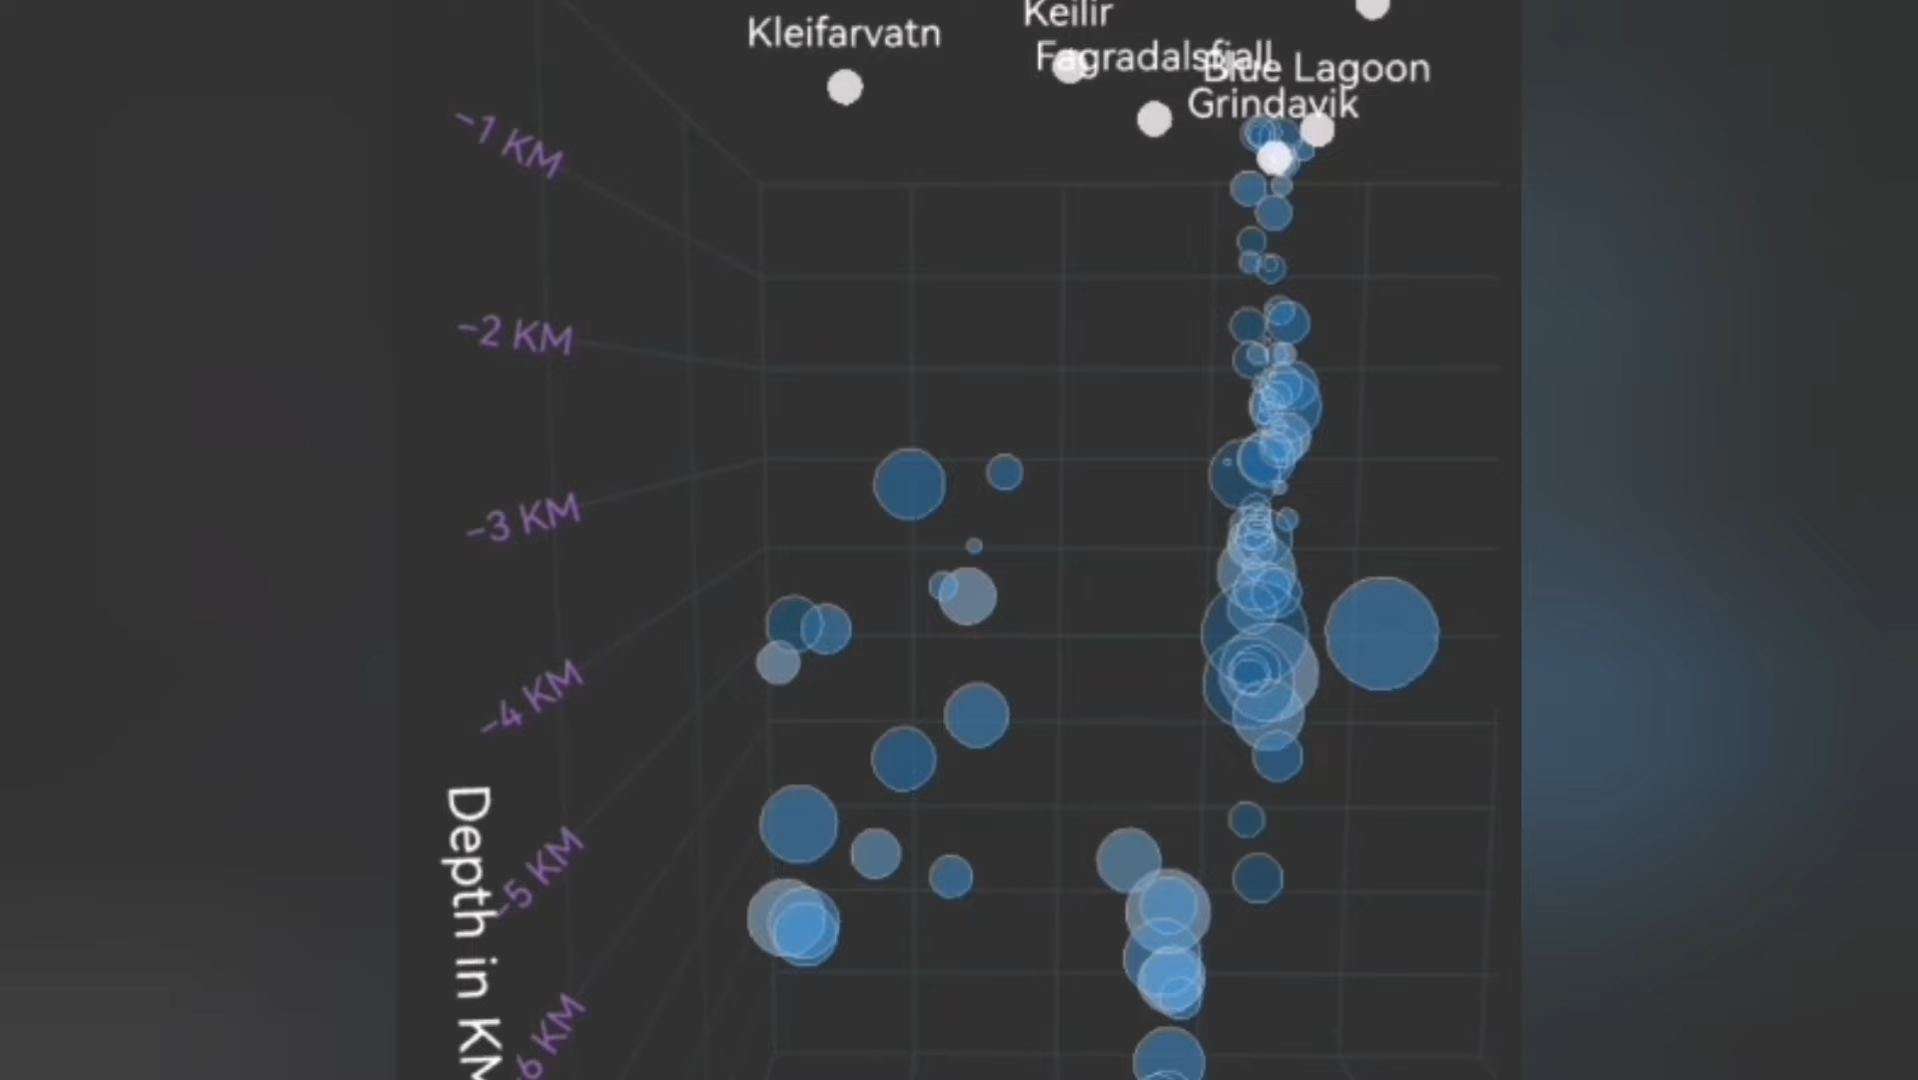 Keilir
Kleifarvatn
Fagradalsfjall
Blue Lagoon
Grindavik
-1 KM
-2 KM
-3 KM
-4 KM
-5 KM
-6 KM
Depth in KM